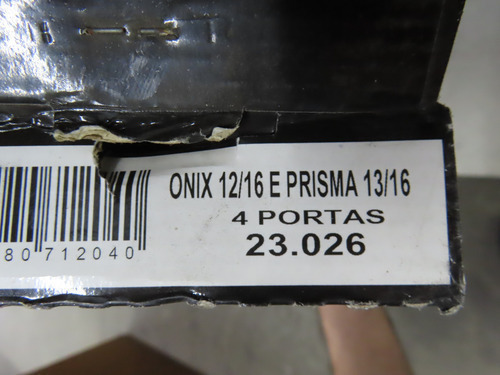 ONIX 12/16 E PRISMA 13/16
4 PORTAS
23.026
80712040